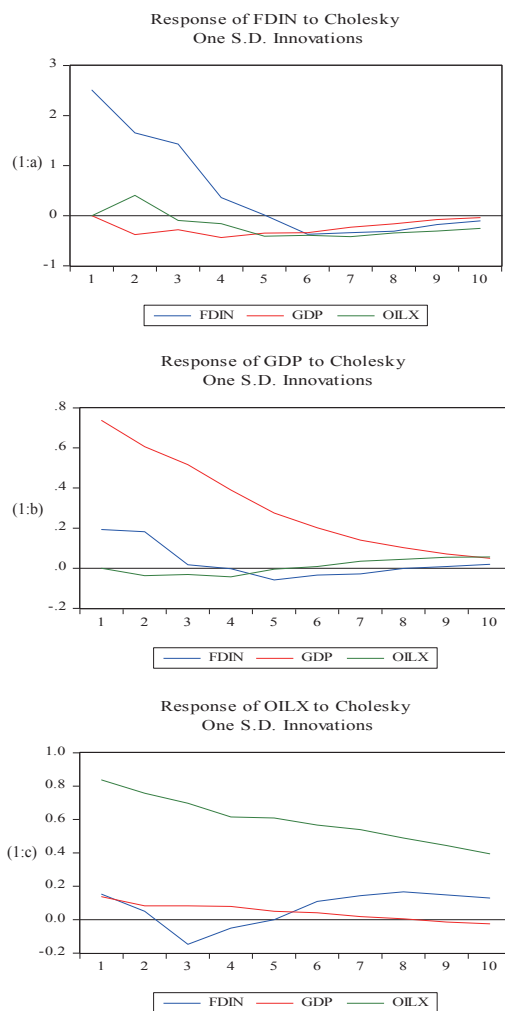 Response of FDIN to Cholesky
One S.D. Innovations
3
2
(1:a)
1
0
-1
1 2 3 4 5 6 7 8 9 10
FDIN GDP OILX
Response of GDP to Cholesky
One S.D. Innovations
.8
.6
.4
(1:b)
.2
.0
-.2
1 2 3 4 5 6 7 8 9 10
FDIN GDP OILX
Response of OILX to Cholesky
One S.D. Innovations
1.0
0.8
0.6
(1:c)
0.4
0.2
0.0
-0.2
1 2 3 4 5 6 7 8 9 10
FDIN GDP OILX